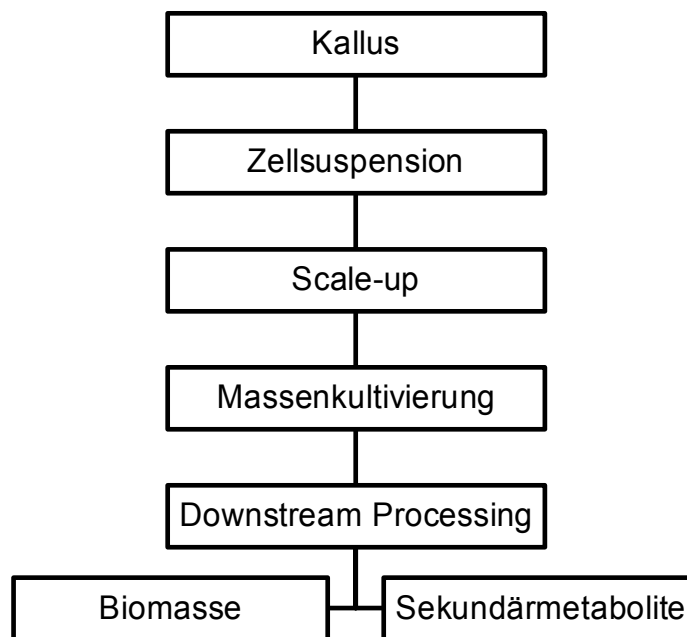 Kallus
Zellsuspension
Scale-up
Massenkultivierung
Downstream Processing
Biomasse
Sekundärmetabolite